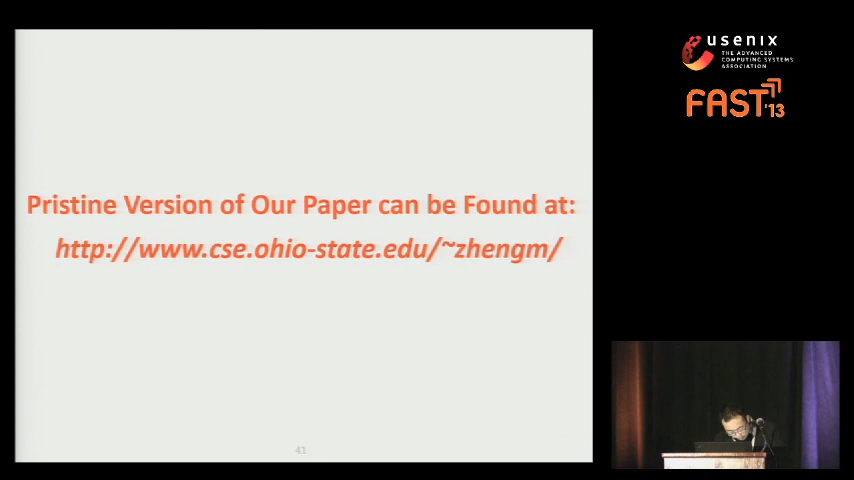 usenix
THE ADVANCED
COMPUTING SYSTEMS
ASSOCIATION
FAST '13
Pristine Version of Our Paper can be Found at:
http://www.cse.ohio-state.edu/~zhengm/
41